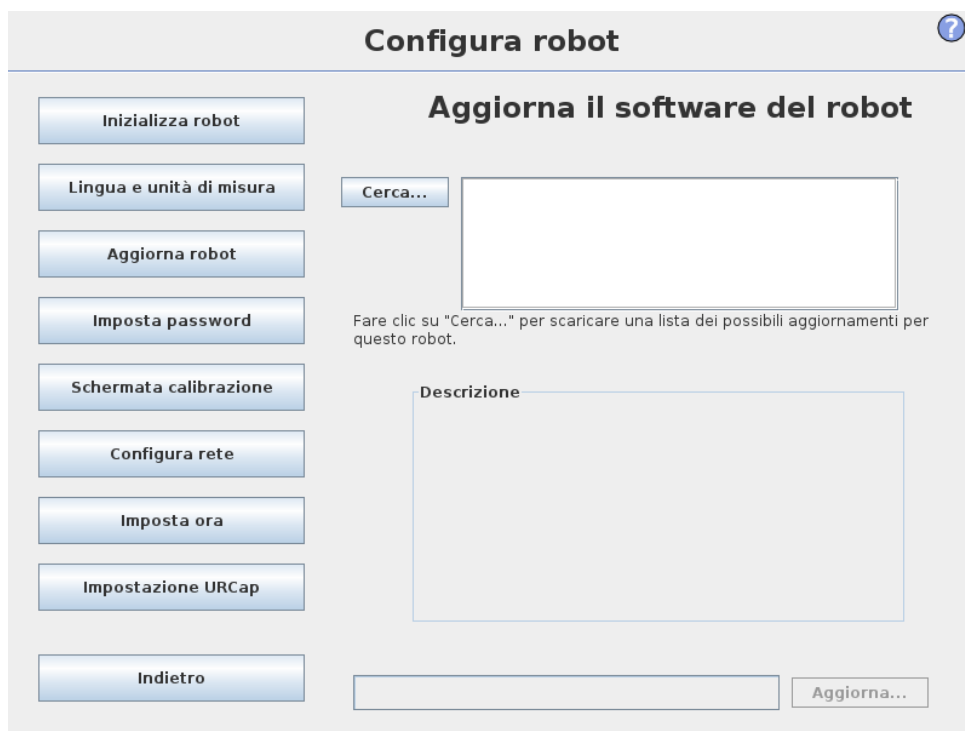 Configura robot
?
Inizializza robot
Lingua e unità di misura
Aggiorna robot
Imposta password
Schermata calibrazione
Configura rete
Imposta ora
Impostazione URCap
Indietro
Aggiorna il software del robot
Cerca...
Fare clic su "Cerca..." per scaricare una lista dei possibili aggiornamenti per
questo robot.
Descrizione
Aggiorna...